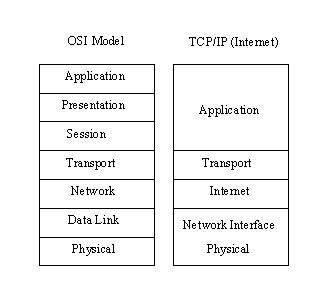 OSI Model
Application
Presentation
Session
Transport
Network
Data Link
Physical
TCP/IP (Internet)
Application
Transport
Internet
Network Interface
Physical